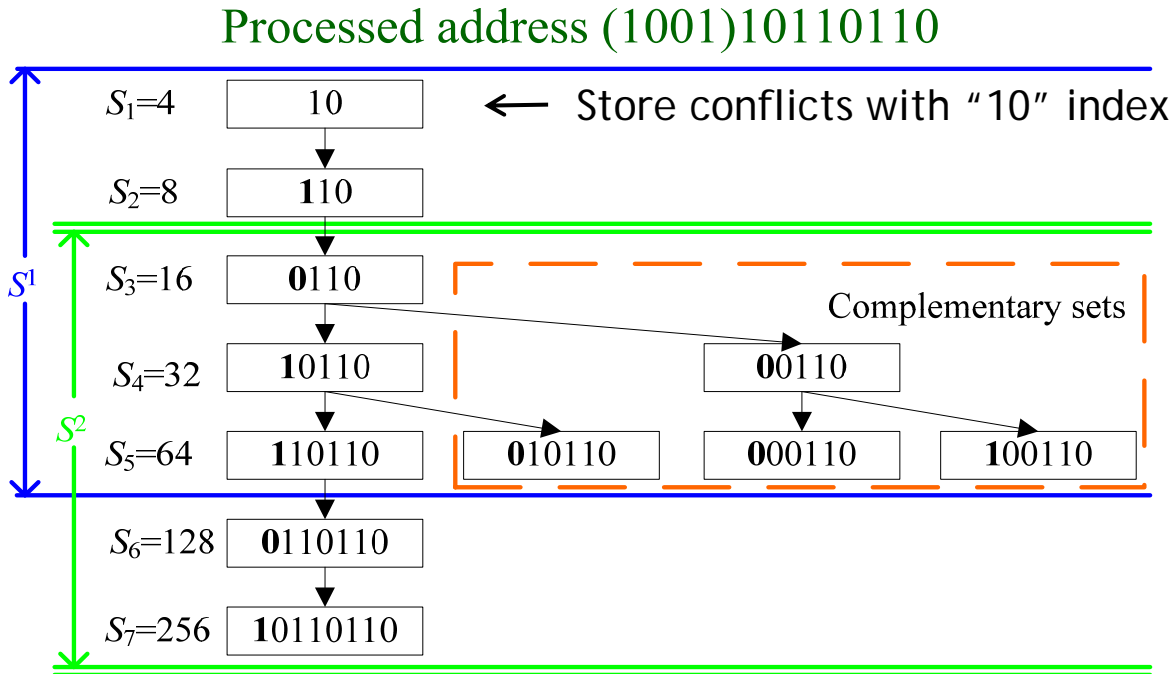 Processed address (1001)10110110
S1=4 10 ← Store conflicts with “10” index
S2=8 110
S3=16 0110
S1
Complementary sets
S4=32 10110 00110
S2
S5=64 110110 010110 000110 100110
S6=128 0110110
S7=256 10110110